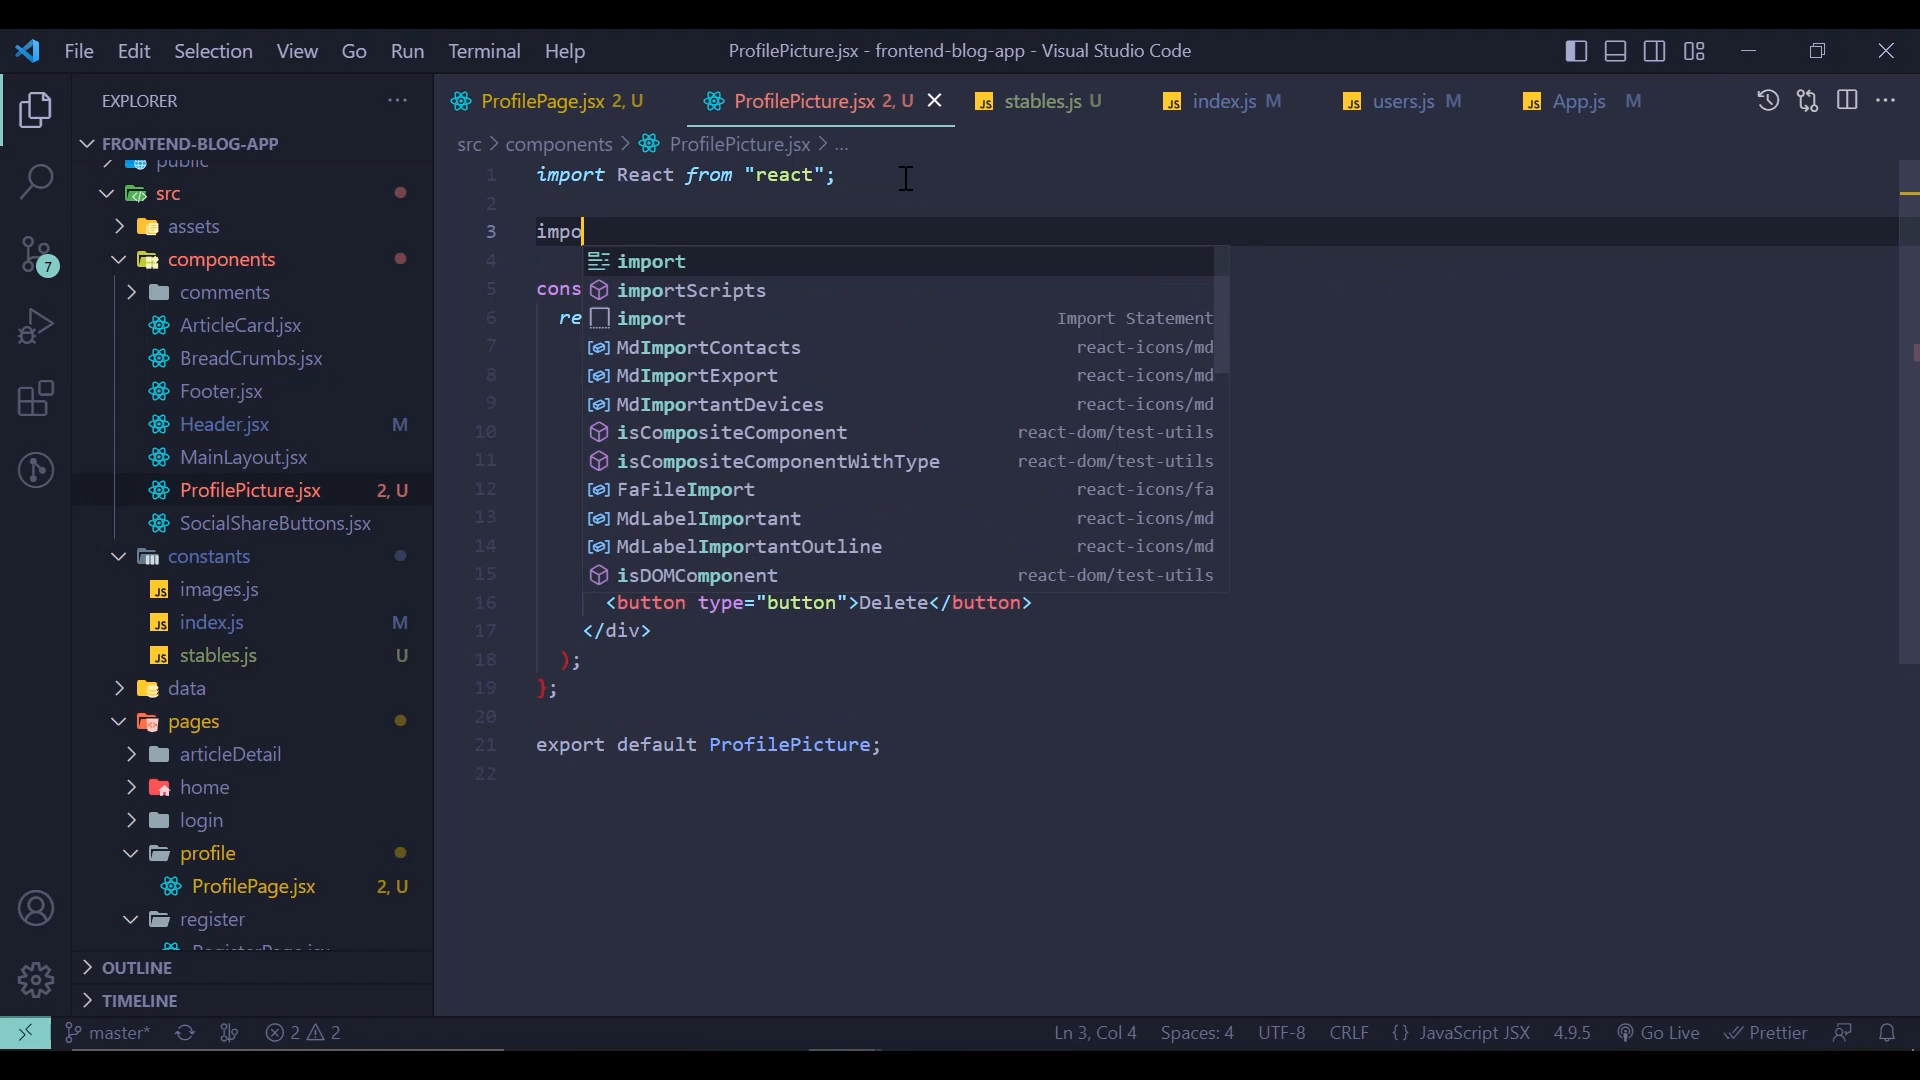 File Edit Selection View Go Run Terminal Help ProfilePicture.jsx - frontend-blog-app - Visual Studio Code
EXPLORER ···
ProfilePage.jsx 2, U ProfilePicture.jsx 2, U stables.js U index.js M users.js M App.js M
FRONTEND-BLOG-APP
src > components > ProfilePicture.jsx > ...
public
src
assets
components
comments
ArticleCard.jsx
BreadCrumbs.jsx
Footer.jsx
Header.jsx M
MainLayout.jsx
ProfilePicture.jsx 2, U
SocialShareButtons.jsx
constants
images.js
index.js M
stables.js U
data
pages
articleDetail
home
login
profile
ProfilePage.jsx 2, U
register
RegisterPage.jsx
OUTLINE
TIMELINE
7
1 import React from "react";
2
3 impo
4
5 cons
6 re
7
8
9
10
11
12
13
14
15
16 <button type="button">Delete</button>
17 </div>
18 );
19 };
20
21 export default ProfilePicture;
22
import
importScripts
import Import Statement
MdImportContacts react-icons/md
MdImportExport react-icons/md
MdImportantDevices react-icons/md
isCompositeComponent react-dom/test-utils
isCompositeComponentWithType react-dom/test-utils
FaFileImport react-icons/fa
MdLabelImportant react-icons/md
MdLabelImportantOutline react-icons/md
isDOMComponent react-dom/test-utils
master* 2 2 Ln 3, Col 4 Spaces: 4 UTF-8 CRLF { } JavaScript JSX 4.9.5 Go Live Prettier